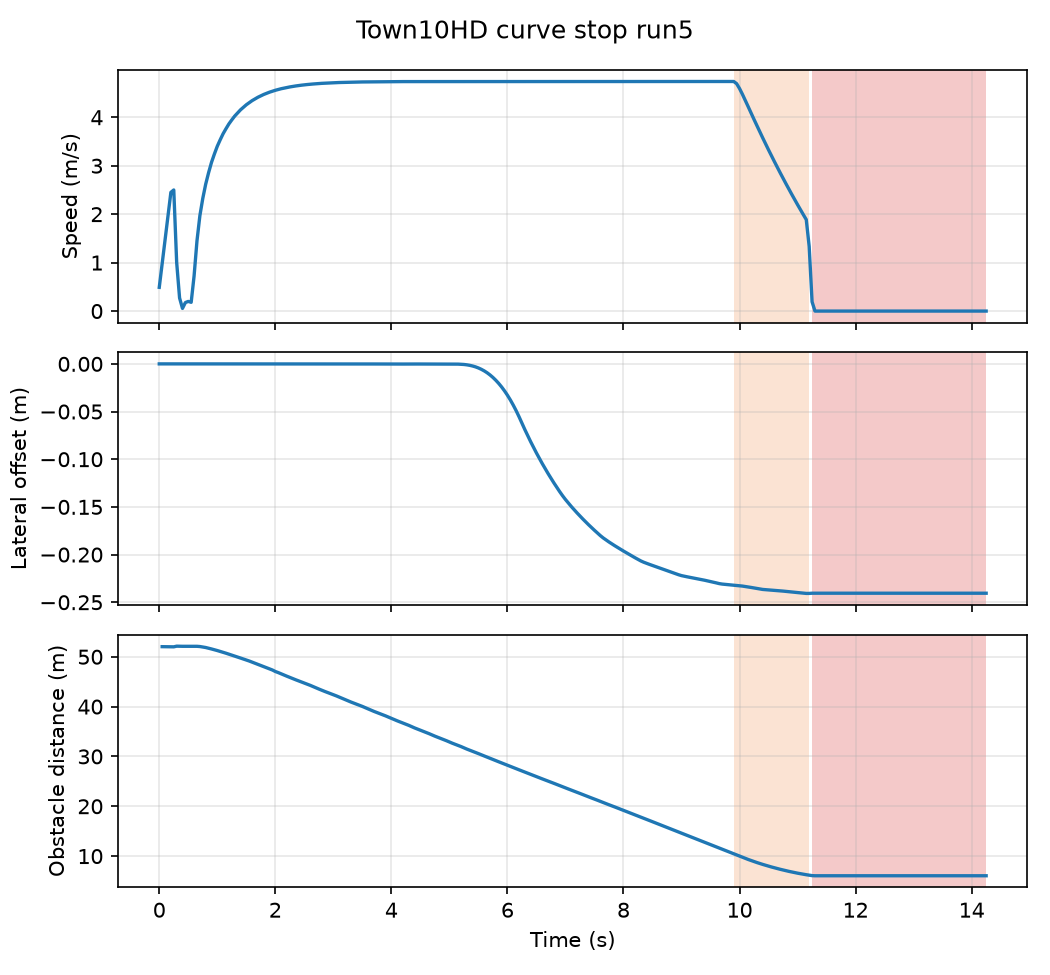 Town10HD curve stop run5
Speed (m/s)
4
3
2
1
0
Lateral offset (m)
0.00
−0.05
−0.10
−0.15
−0.20
−0.25
Obstacle distance (m)
50
40
30
20
10
0 2 4 6 8 10 12 14
Time (s)